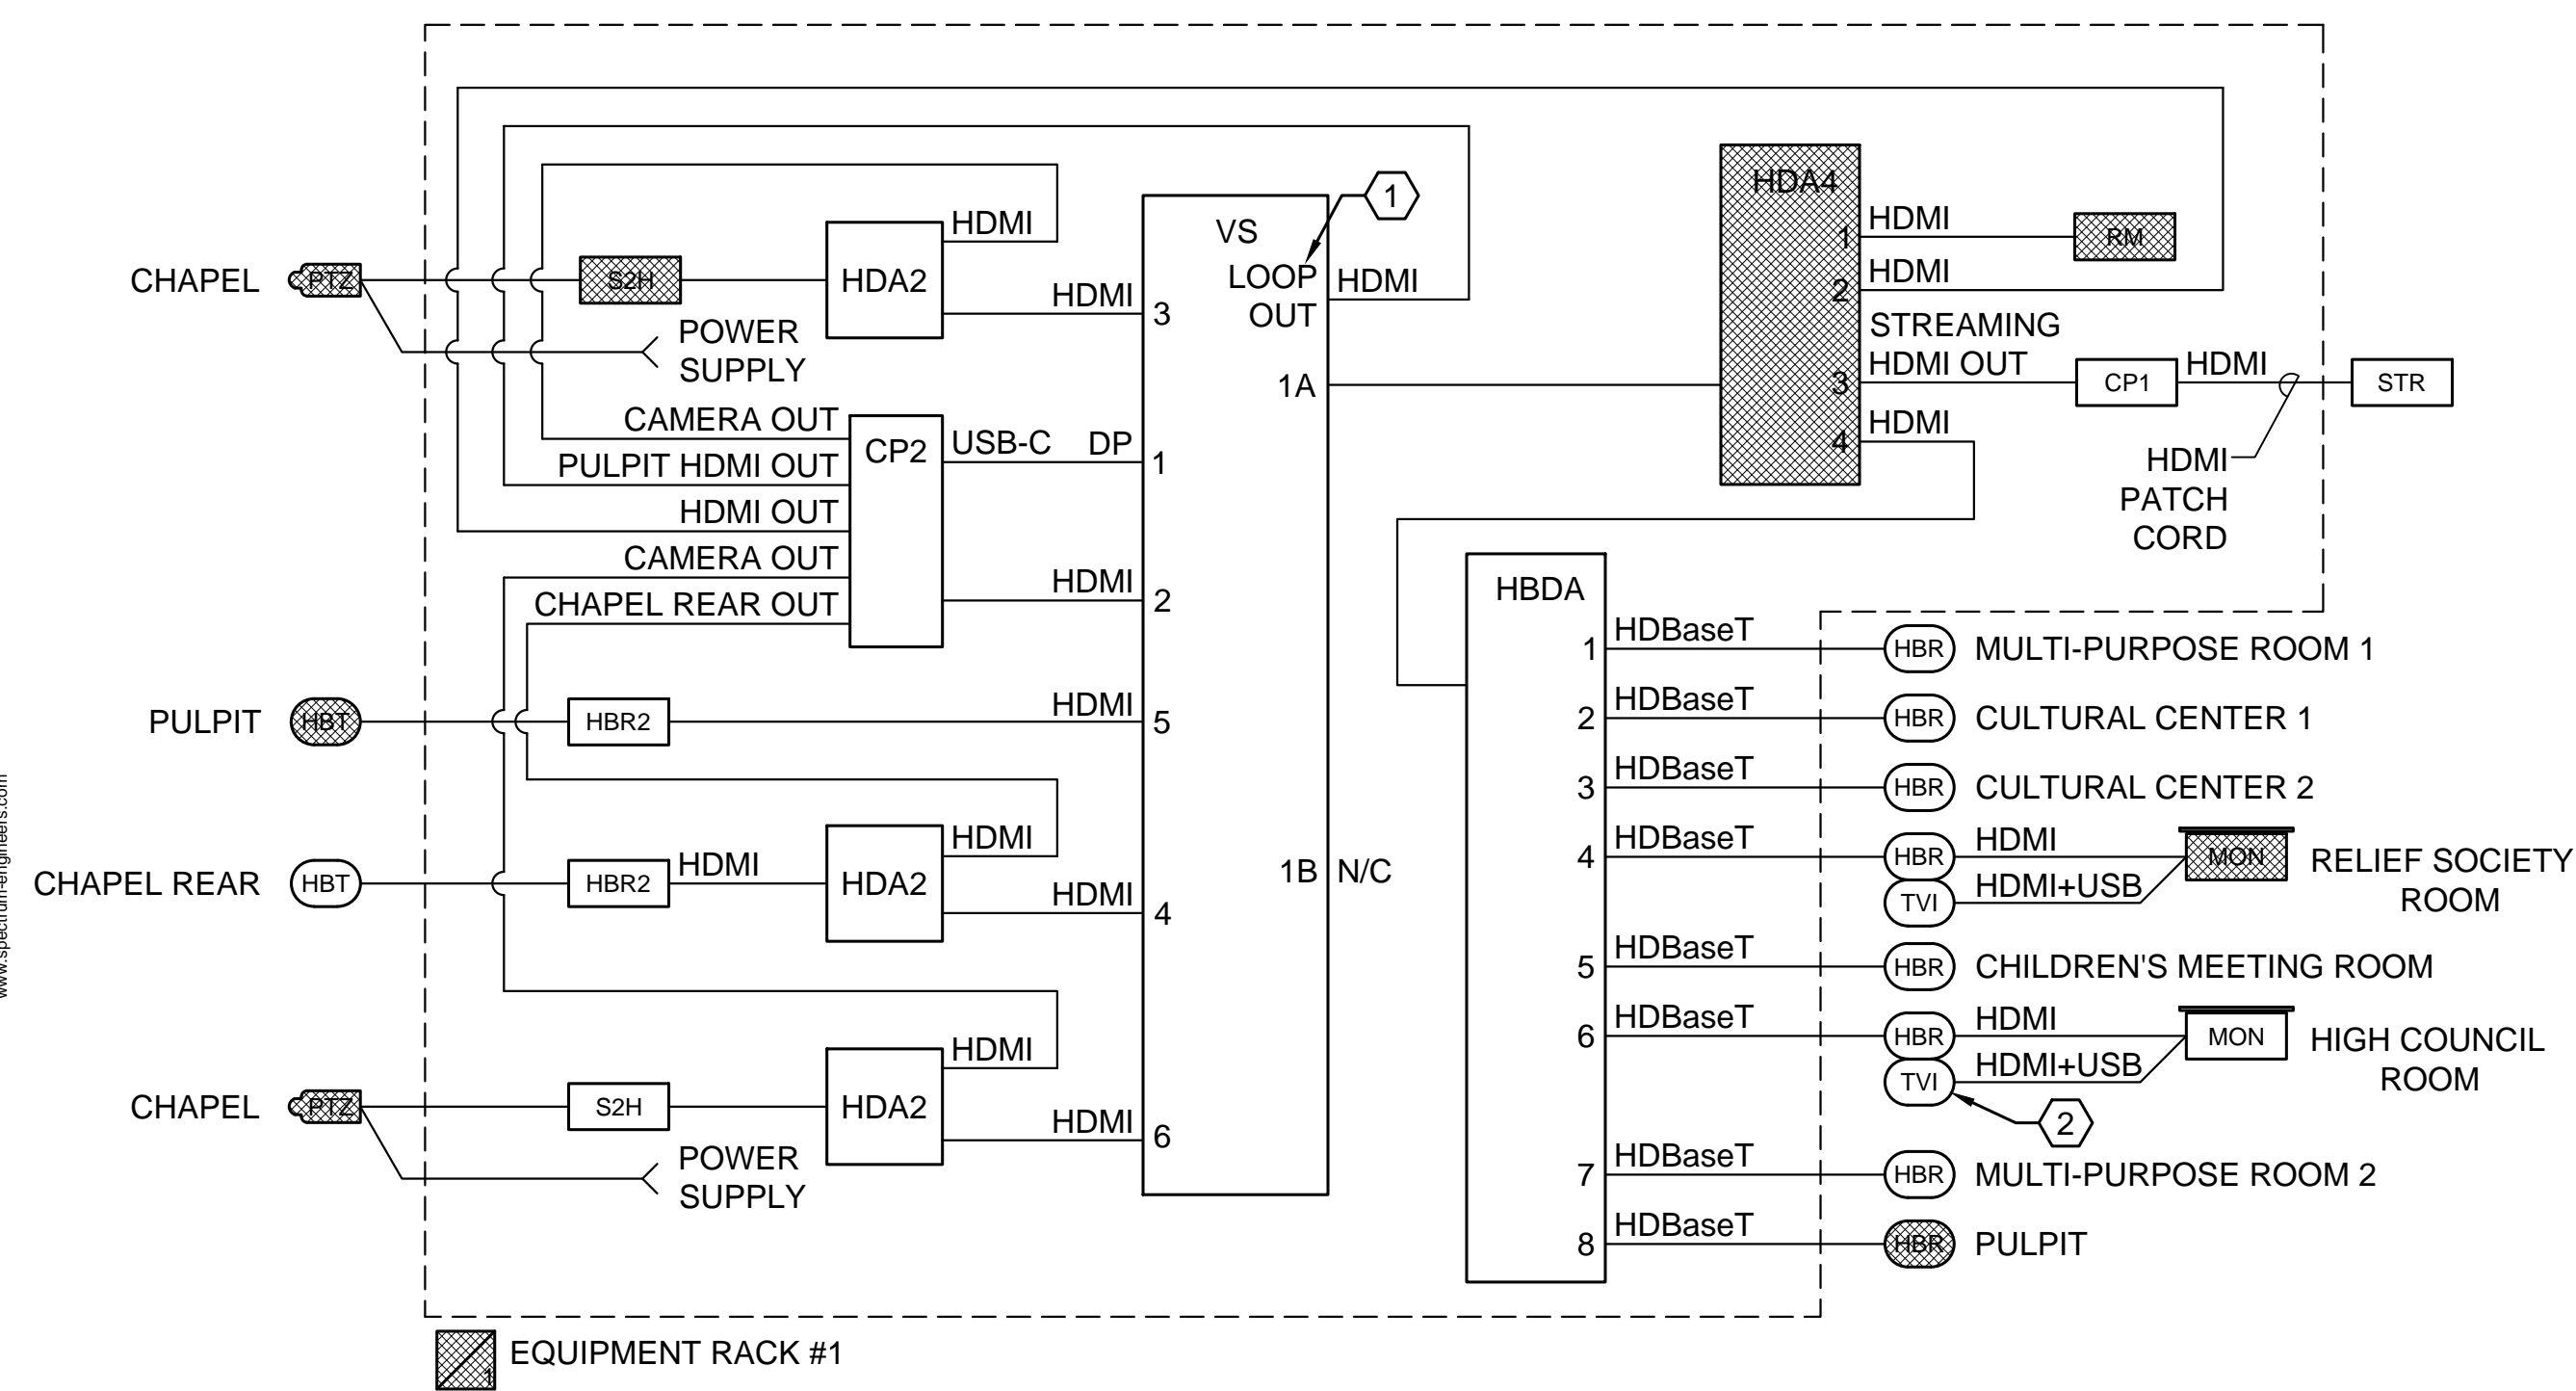 HDMI
HDA4
1
VS
LOOP
OUT
HDMI
1
HDMI
RM
CHAPEL
PTZ
S2H
HDA2
HDMI
3
2
HDMI
POWER
SUPPLY
STREAMING
HDMI OUT
1A
3
CP1
HDMI
STR
CAMERA OUT
PULPIT HDMI OUT
HDMI OUT
CAMERA OUT
CHAPEL REAR OUT
CP2
USB-C
DP
1
HDMI
2
4
HDMI
HDMI
PATCH
CORD
HBDA
1
HDBaseT
HBR
MULTI-PURPOSE ROOM 1
PULPIT
HBT
HBR2
HDMI
5
2
HDBaseT
HBR
CULTURAL CENTER 1
3
HDBaseT
HBR
CULTURAL CENTER 2
CHAPEL REAR
HBT
HBR2
HDMI
HDA2
HDMI
HDMI
4
1B
N/C
4
HDBaseT
HBR
HDMI
MON
RELIEF SOCIETY
ROOM
TVI
HDMI+USB
5
HDBaseT
HBR
CHILDREN'S MEETING ROOM
6
HDBaseT
HBR
HDMI
MON
HIGH COUNCIL
ROOM
TVI
HDMI+USB
2
CHAPEL
PTZ
S2H
HDA2
HDMI
HDMI
6
POWER
SUPPLY
7
HDBaseT
HBR
MULTI-PURPOSE ROOM 2
8
HDBaseT
HBR
PULPIT
1
EQUIPMENT RACK #1
www.spectrum-engineers.com